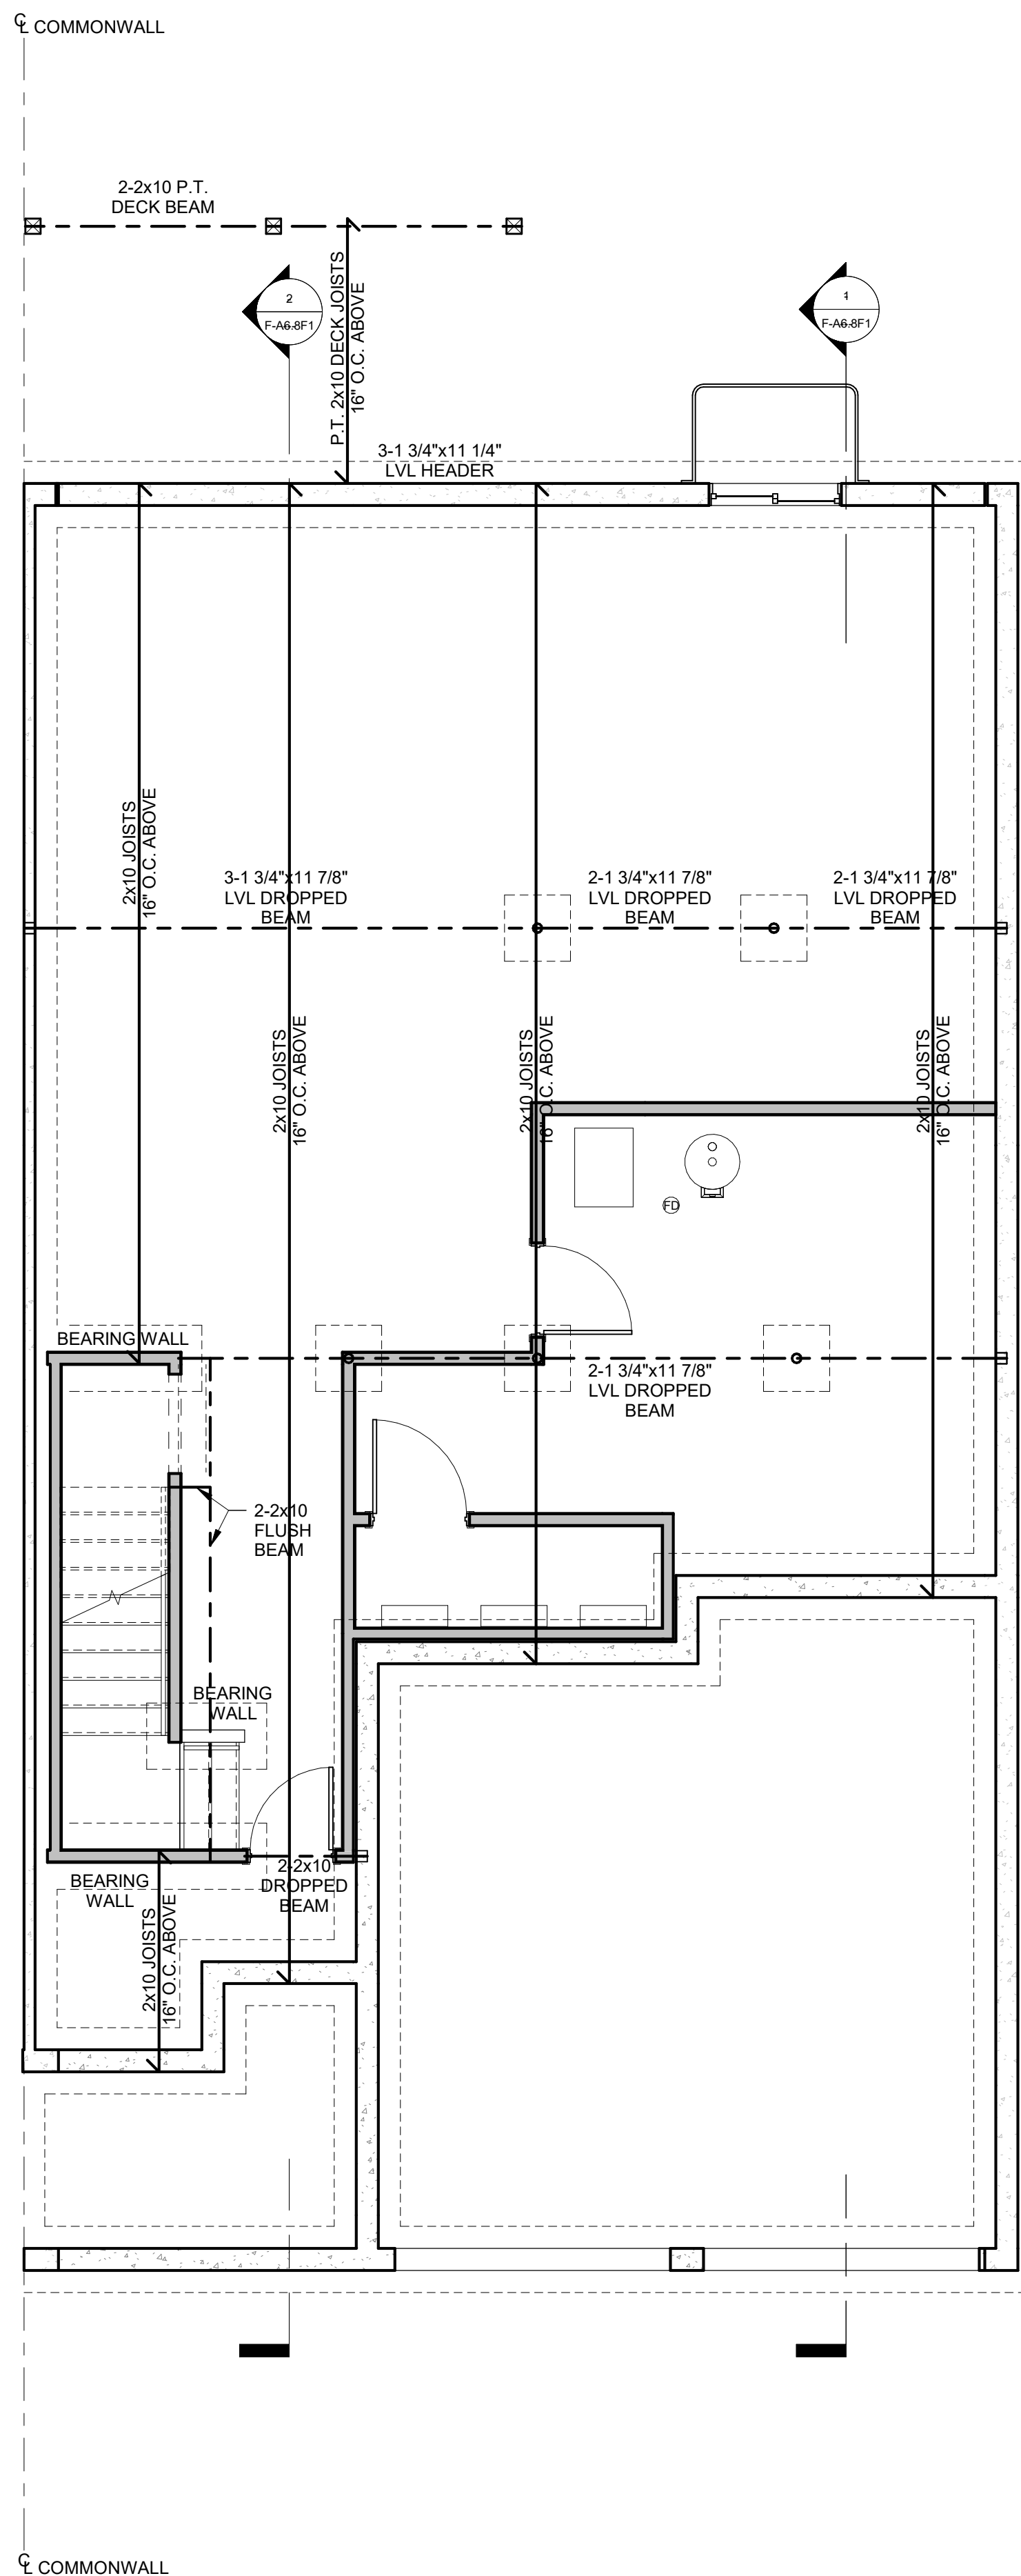 ℄ COMMONWALL
2-2x10 P.T.
DECK BEAM
2
F-A6.8F1
1
F-A6.8F1
P.T. 2x10 DECK JOISTS
16" O.C. ABOVE
3-1 3/4"x11 1/4"
LVL HEADER
2x10 JOISTS
16" O.C. ABOVE
3-1 3/4"x11 7/8"
LVL DROPPED
BEAM
2-1 3/4"x11 7/8"
LVL DROPPED
BEAM
2-1 3/4"x11 7/8"
LVL DROPPED
BEAM
2x10 JOISTS
16" O.C. ABOVE
2x10 JOISTS
16" O.C. ABOVE
2x10 JOISTS
16" O.C. ABOVE
FD
BEARING WALL
2-1 3/4"x11 7/8"
LVL DROPPED
BEAM
2-2x10
FLUSH
BEAM
BEARING
WALL
2-2x10
DROPPED
BEAM
BEARING
WALL
2x10 JOISTS
16" O.C. ABOVE
℄ COMMONWALL